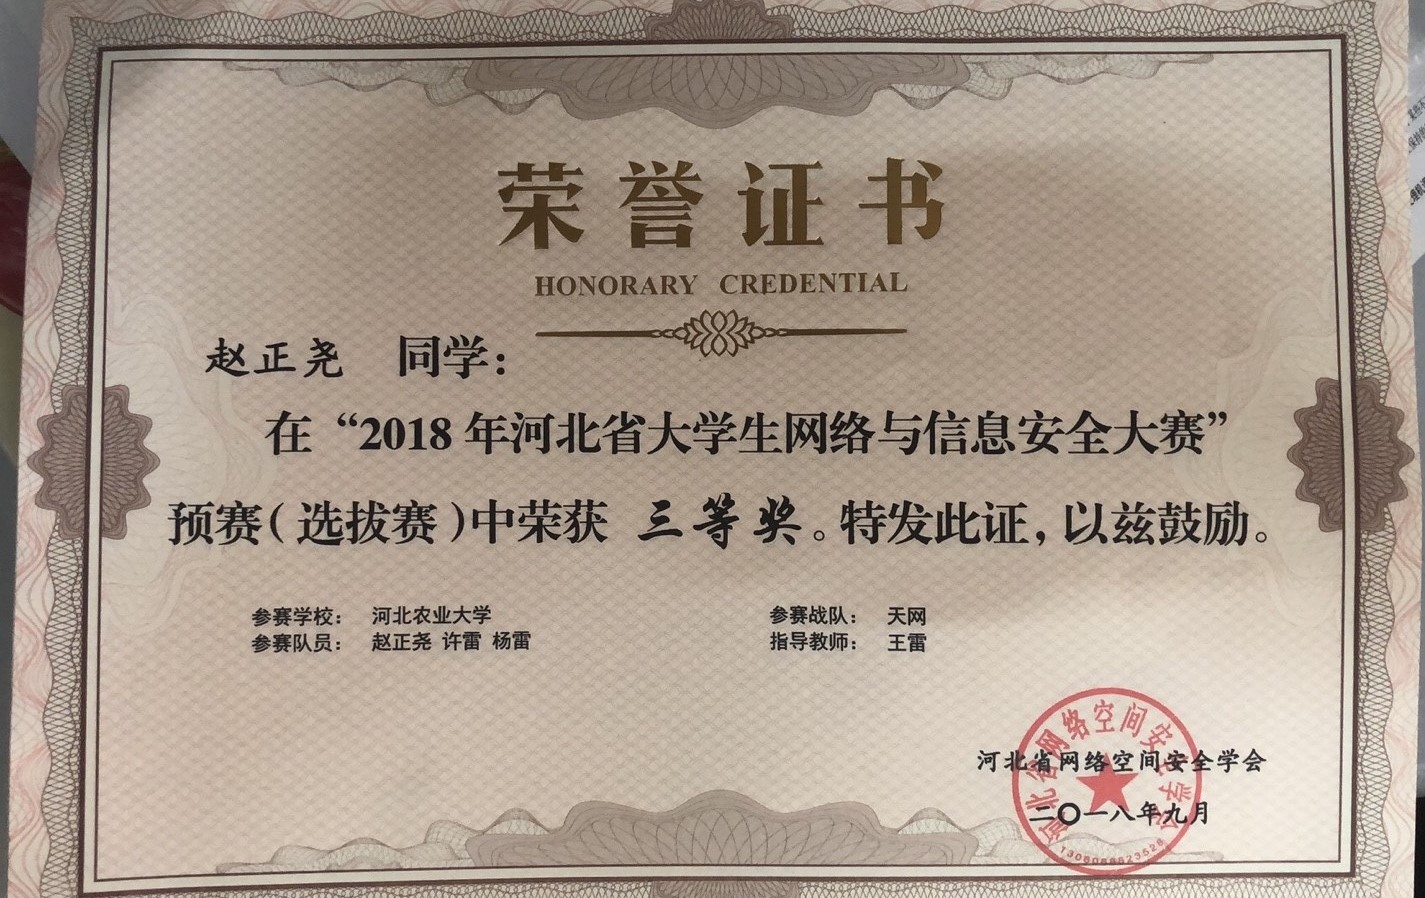 荣誉证书
HONORARY CREDENTIAL
赵正尧 同学：
在“2018年河北省大学生网络与信息安全大赛”
预赛（选拔赛）中荣获 三等奖。特发此证，以兹鼓励。
参赛学校： 河北农业大学 参赛战队： 天网
参赛队员： 赵正尧 许雷 杨雷 指导教师： 王雷
河北省网络空间安全学会
二〇一八年九月
河北省网络空间安全学会